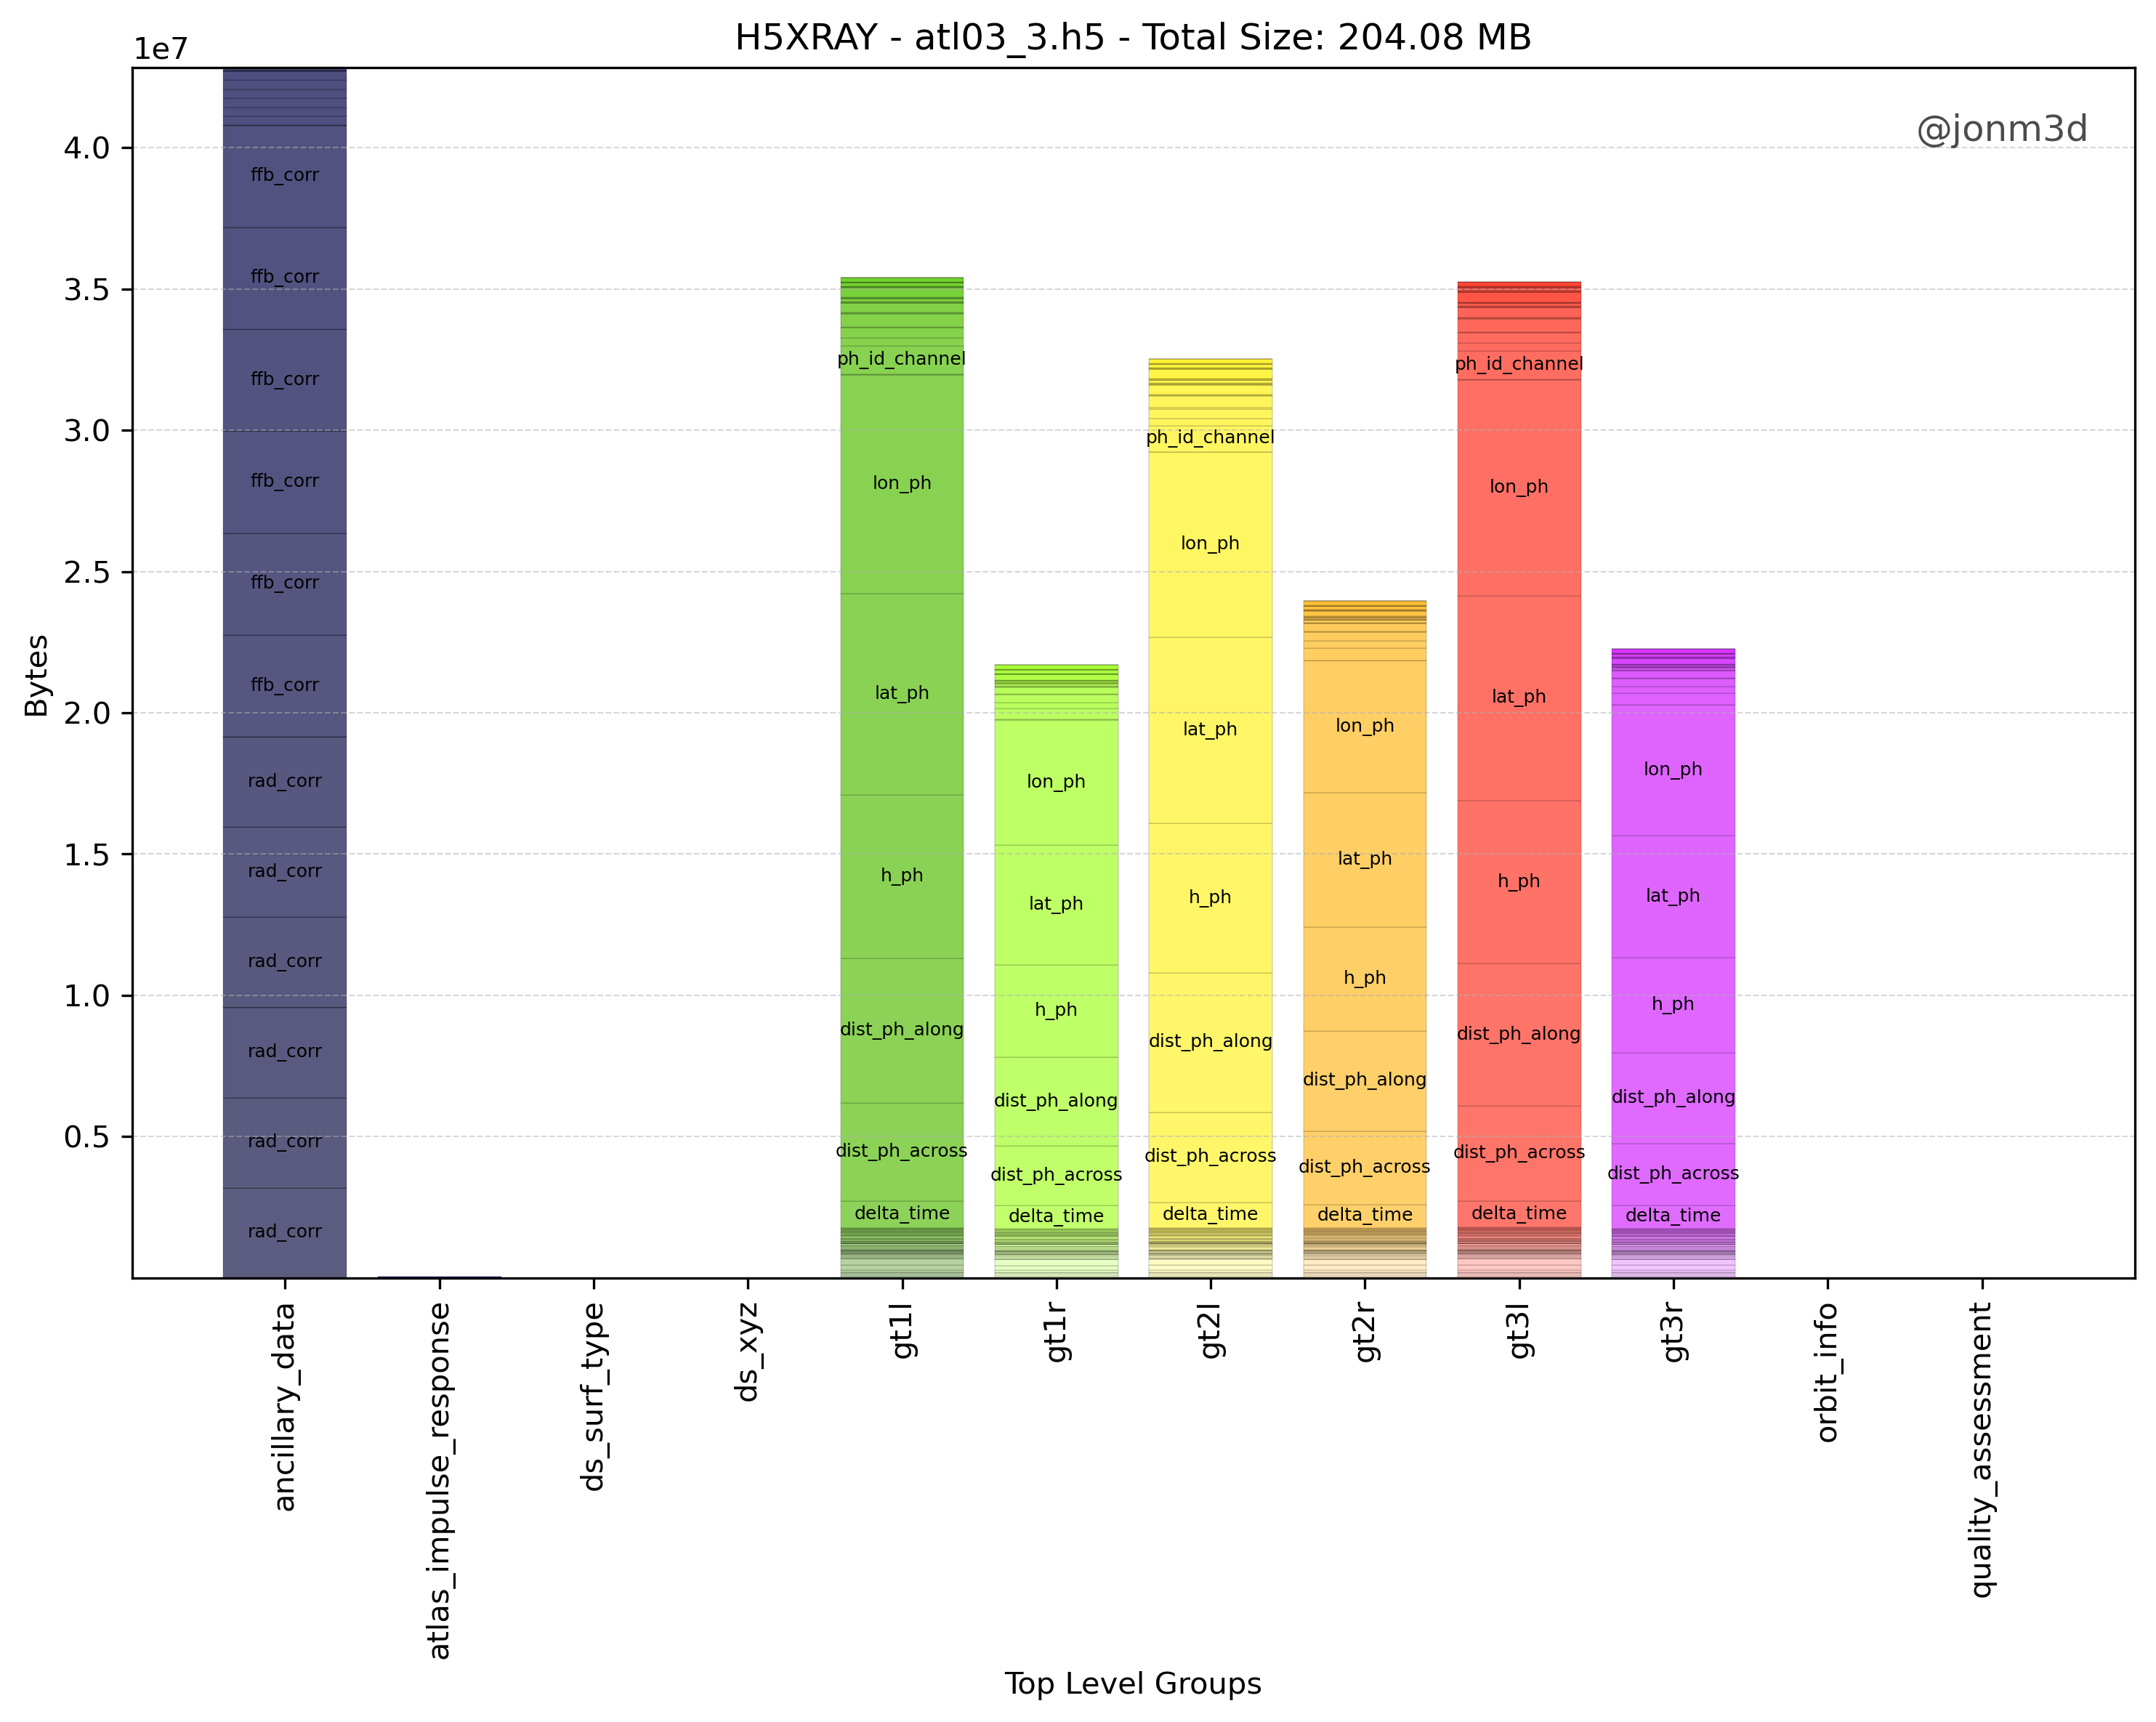 H5XRAY - atl03_3.h5 - Total Size: 204.08 MB
1e7
@jonm3d
4.0
3.5
3.0
2.5
2.0
1.5
1.0
0.5
Bytes
ffb_corr
ffb_corr
ffb_corr
ffb_corr
ffb_corr
ffb_corr
rad_corr
rad_corr
rad_corr
rad_corr
rad_corr
rad_corr
ph_id_channel
lon_ph
lat_ph
h_ph
dist_ph_along
dist_ph_across
delta_time
lon_ph
lat_ph
h_ph
dist_ph_along
dist_ph_across
delta_time
ph_id_channel
lon_ph
lat_ph
h_ph
dist_ph_along
dist_ph_across
delta_time
lon_ph
lat_ph
h_ph
dist_ph_along
dist_ph_across
delta_time
ph_id_channel
lon_ph
lat_ph
h_ph
dist_ph_along
dist_ph_across
delta_time
lon_ph
lat_ph
h_ph
dist_ph_along
dist_ph_across
delta_time
ancillary_data
atlas_impulse_response
ds_surf_type
ds_xyz
gt1l
gt1r
gt2l
gt2r
gt3l
gt3r
orbit_info
quality_assessment
Top Level Groups